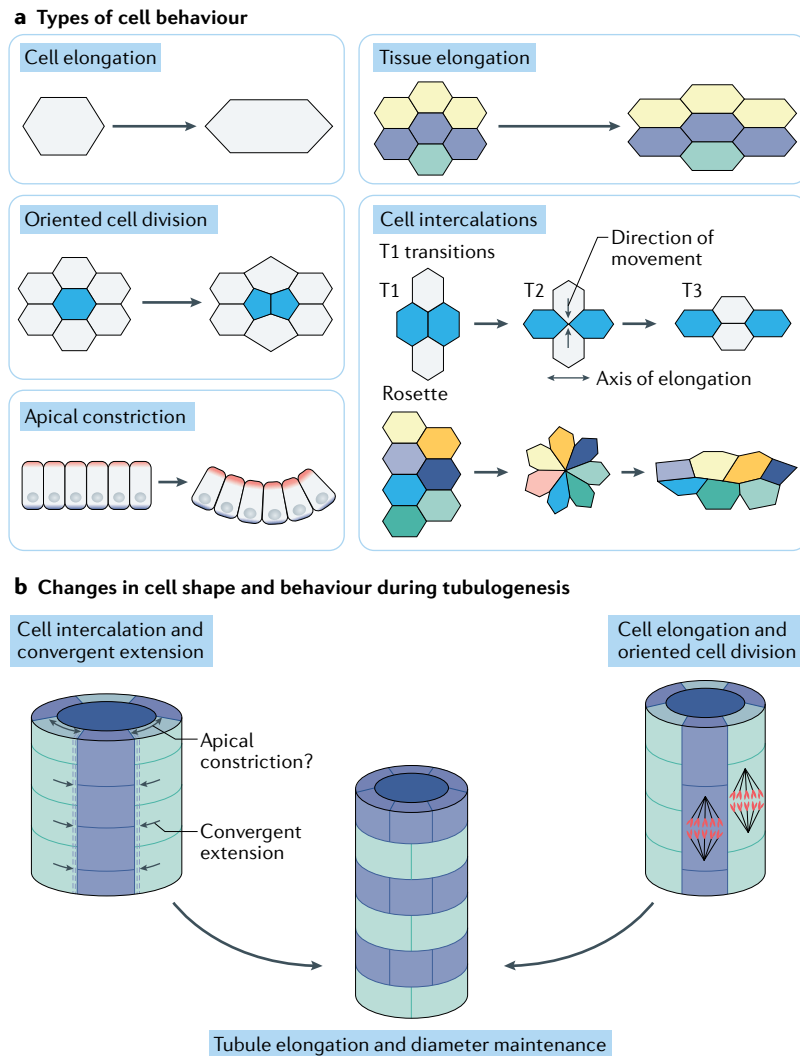 a Types of cell behaviour
Cell elongation
Tissue elongation
Oriented cell division
Cell intercalations
T1 transitions
Direction of
movement
T1
T2
T3
Axis of elongation
Rosette
Apical constriction
b Changes in cell shape and behaviour during tubulogenesis
Cell intercalation and
convergent extension
Cell elongation and
oriented cell division
Apical
constriction?
Convergent
extension
Tubule elongation and diameter maintenance